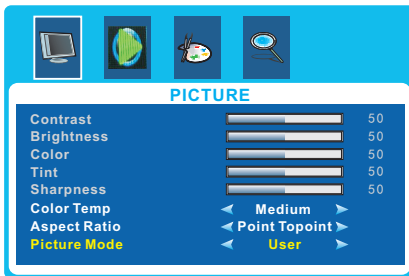 PICTURE
Contrast 50
Brightness 50
Color 50
Tint 50
Sharpness 50
Color Temp Medium
Aspect Ratio Point Topoint
Picture Mode User